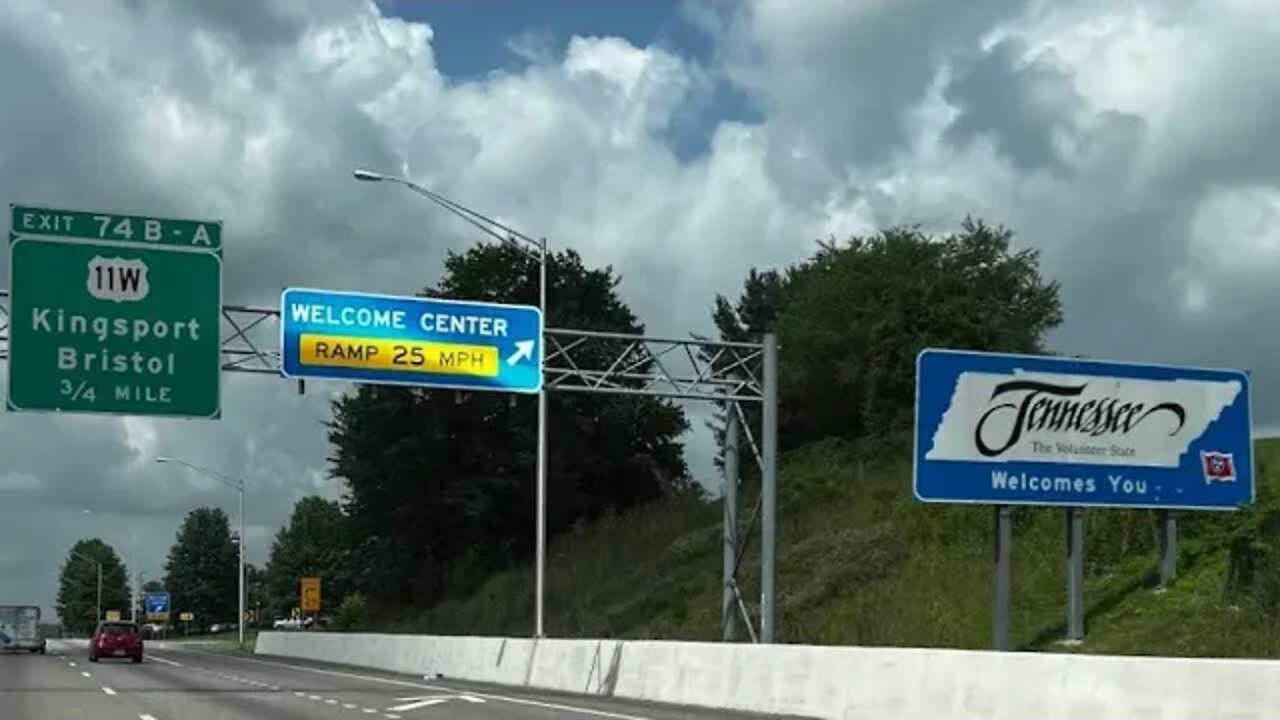 EXIT 74 B - A
11W
Kingsport
Bristol
3/4 MILE
WELCOME CENTER
RAMP 25 MPH
Tennessee
The Volunteer State
Welcomes You